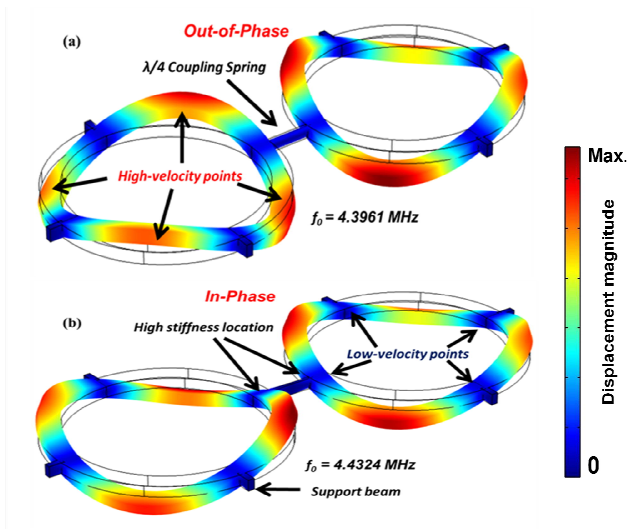 (a)
Out-of-Phase
λ/4 Coupling Spring
High-velocity points
f₀ = 4.3961 MHz
Max.
Displacement magnitude
0
In-Phase
(b)
High stiffness location
Low-velocity points
f₀ = 4.4324 MHz
Support beam